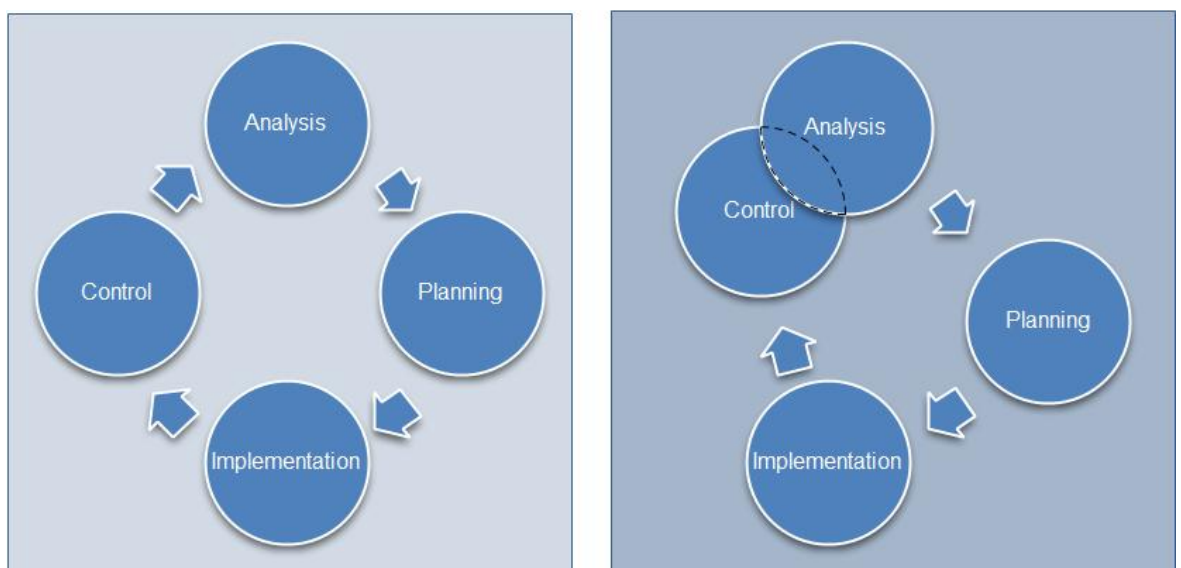 Analysis
Control
Planning
Implementation
Analysis
Control
Planning
Implementation